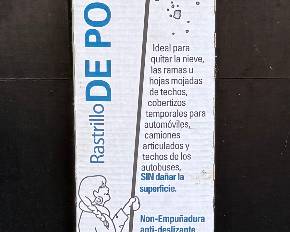 Rastrillo DE PO
Ideal para
quitar la nieve,
las ramas u
hojas mojadas
de techos,
cobertizos
temporales para
automóviles,
camiones
articulados y
techos de los
autobuses,
SIN dañar la
superficie.
Non-Empuñadura
anti-deslizante